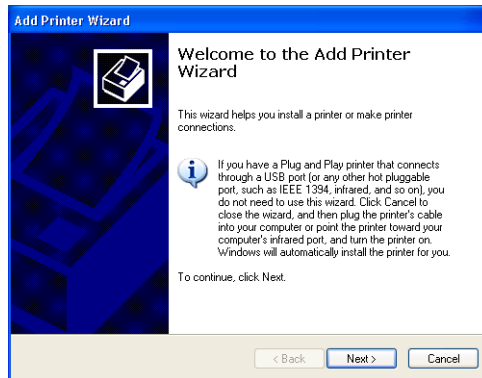 Add Printer Wizard
Welcome to the Add Printer
Wizard
This wizard helps you install a printer or make printer
connections.
If you have a Plug and Play printer that connects
through a USB port (or any other hot pluggable
port, such as IEEE 1394, infrared, and so on), you
do not need to use this wizard. Click Cancel to
close the wizard, and then plug the printer's cable
into your computer or point the printer toward your
computer's infrared port, and turn the printer on.
Windows will automatically install the printer for you.
To continue, click Next.
< Back Next > Cancel